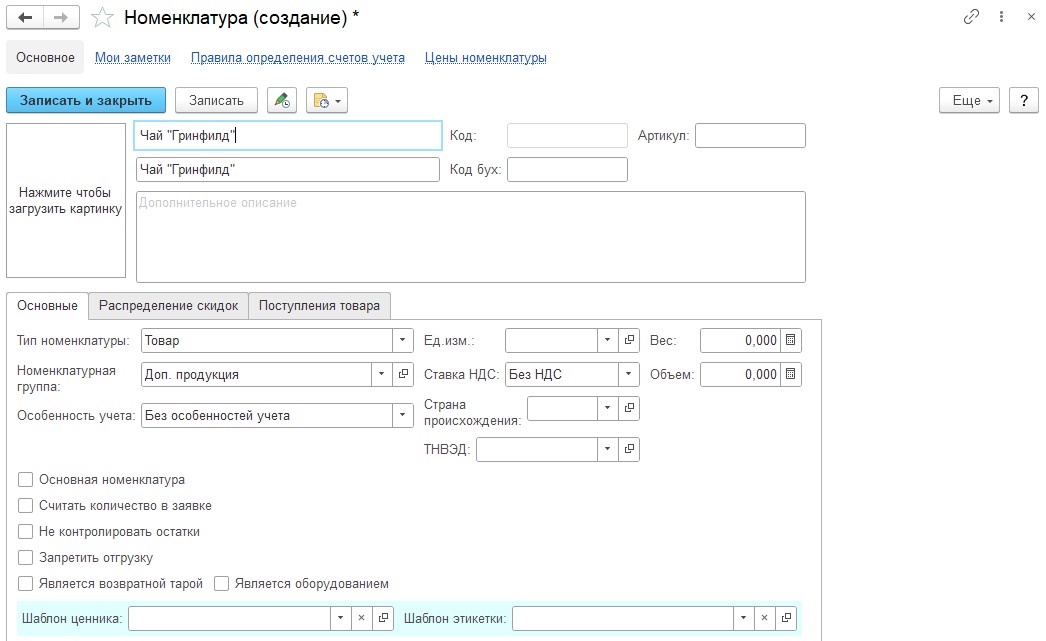 Номенклатура (создание) *
Основное Мои заметки Правила определения счетов учета Цены номенклатуры
Записать и закрыть Записать Еще ?
Чай "Гринфилд" Код: Артикул:
Чай "Гринфилд" Код бух:
Нажмите чтобы
загрузить картинку
Дополнительное описание
Основные Распределение скидок Поступления товара
Тип номенклатуры: Товар Ед.изм.: Вес: 0,000
Номенклатурная
группа: Доп. продукция Ставка НДС: Без НДС Объем: 0,000
Особенность учета: Без особенностей учета Страна
происхождения:
ТНВЭД:
Основная номенклатура
Считать количество в заявке
Не контролировать остатки
Запретить отгрузку
Является возвратной тарой Является оборудованием
Шаблон ценника: Шаблон этикетки: